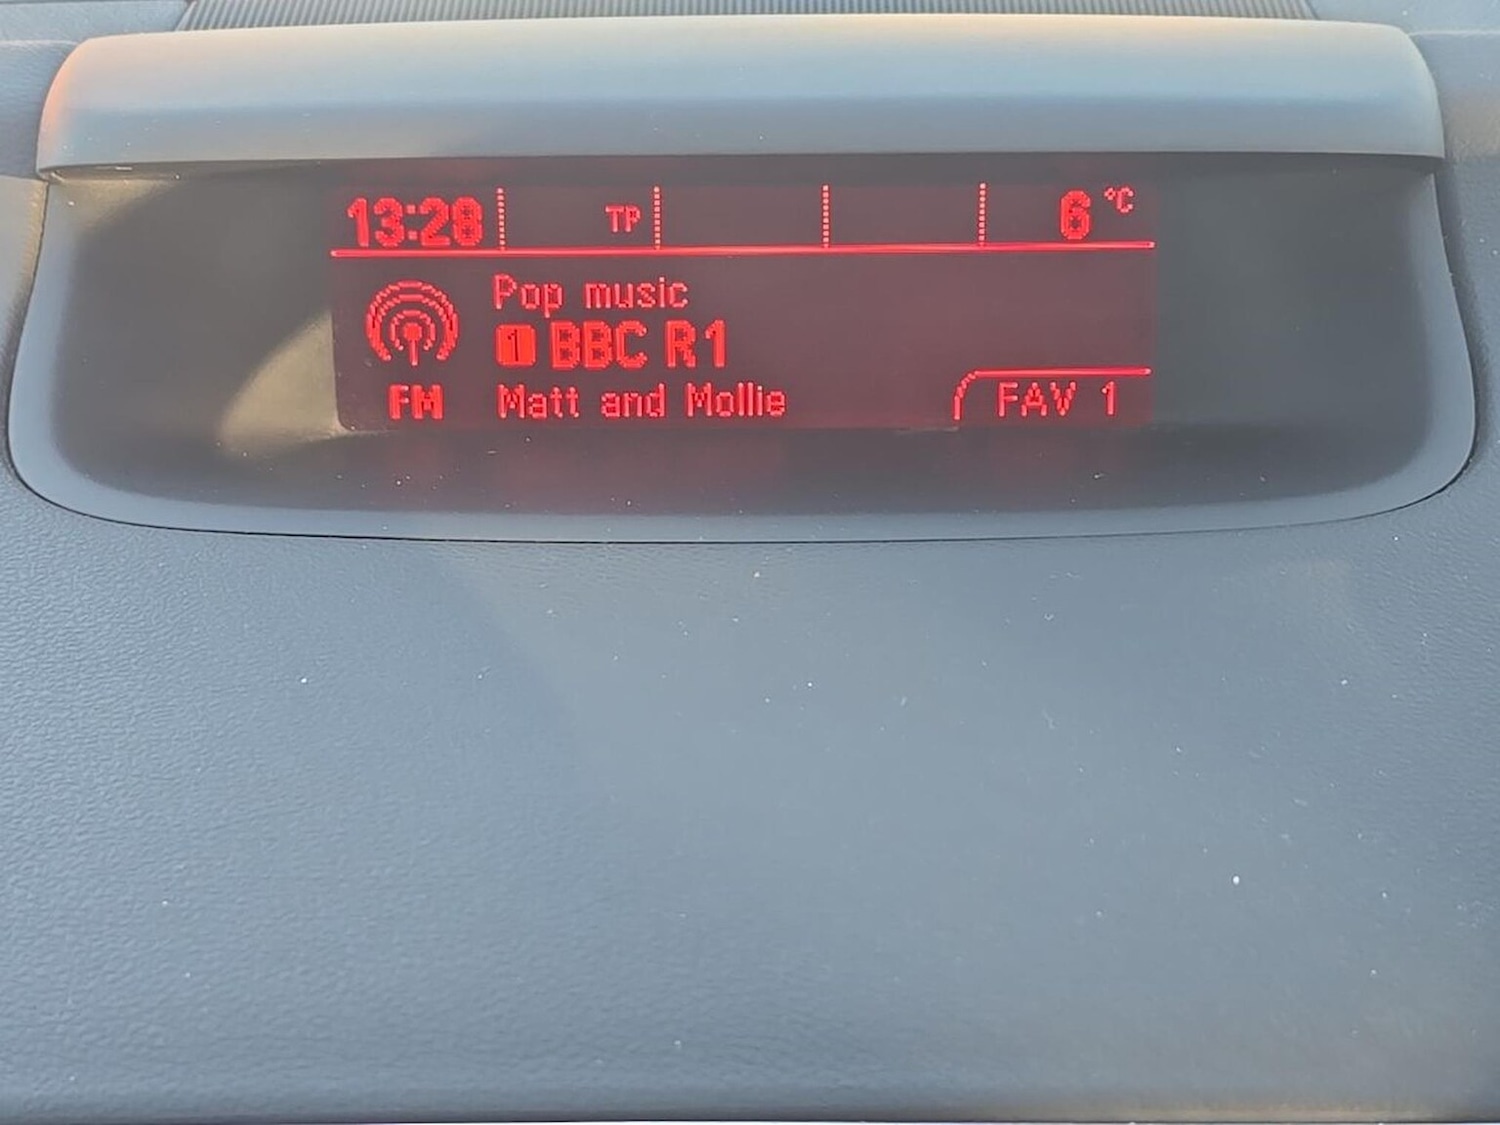 13:28 TP 6 °C
Pop music
1 BBC R1
FM Matt and Mollie FAV 1